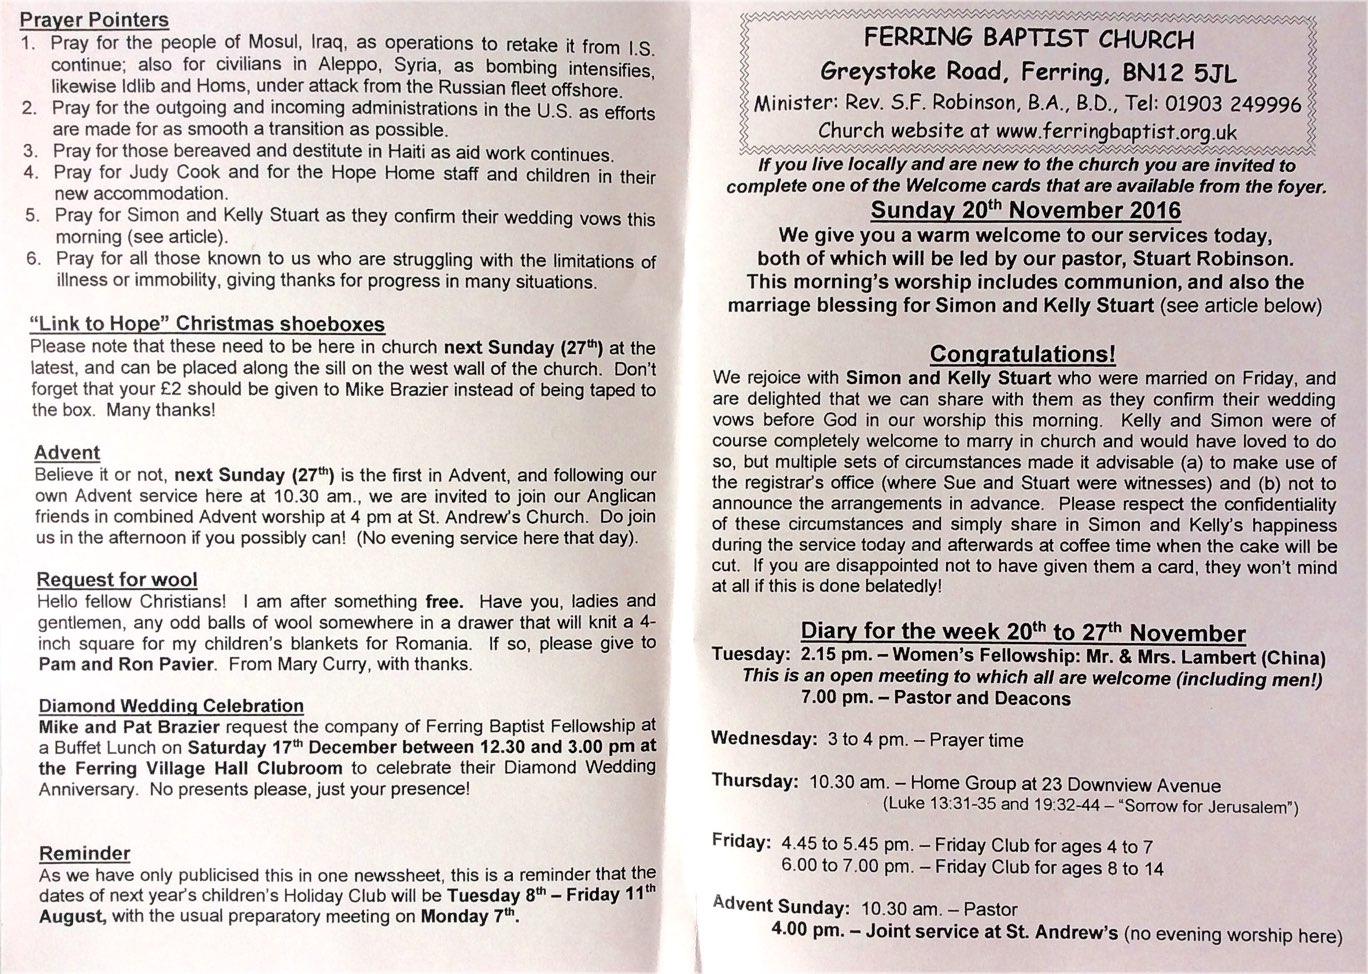 Prayer Pointers
1. Pray for the people of Mosul, Iraq, as operations to retake it from I.S.
continue; also for civilians in Aleppo, Syria, as bombing intensifies,
likewise Idlib and Homs, under attack from the Russian fleet offshore.
2. Pray for the outgoing and incoming administrations in the U.S. as efforts
are made for as smooth a transition as possible.
3. Pray for those bereaved and destitute in Haiti as aid work continues.
4. Pray for Judy Cook and for the Hope Home staff and children in their
new accommodation.
5. Pray for Simon and Kelly Stuart as they confirm their wedding vows this
morning (see article).
6. Pray for all those known to us who are struggling with the limitations of
illness or immobility, giving thanks for progress in many situations.
“Link to Hope” Christmas shoeboxes
Please note that these need to be here in church next Sunday (27th) at the
latest, and can be placed along the sill on the west wall of the church. Don't
forget that your £2 should be given to Mike Brazier instead of being taped to
the box. Many thanks!
Advent
Believe it or not, next Sunday (27th) is the first in Advent, and following our
own Advent service here at 10.30 am., we are invited to join our Anglican
friends in combined Advent worship at 4 pm at St. Andrew's Church. Do join
us in the afternoon if you possibly can! (No evening service here that day).
Request for wool
Hello fellow Christians! I am after something free. Have you, ladies and
gentlemen, any odd balls of wool somewhere in a drawer that will knit a 4-
inch square for my children's blankets for Romania. If so, please give to
Pam and Ron Pavier. From Mary Curry, with thanks.
Diamond Wedding Celebration
Mike and Pat Brazier request the company of Ferring Baptist Fellowship at
a Buffet Lunch on Saturday 17th December between 12.30 and 3.00 pm at
the Ferring Village Hall Clubroom to celebrate their Diamond Wedding
Anniversary. No presents please, just your presence!
Reminder
As we have only publicised this in one newssheet, this is a reminder that the
dates of next year's children's Holiday Club will be Tuesday 8th – Friday 11th
August, with the usual preparatory meeting on Monday 7th.
FERRING BAPTIST CHURCH
Greystoke Road, Ferring, BN12 5JL
Minister: Rev. S.F. Robinson, B.A., B.D., Tel: 01903 249996
Church website at www.ferringbaptist.org.uk
If you live locally and are new to the church you are invited to
complete one of the Welcome cards that are available from the foyer.
Sunday 20th November 2016
We give you a warm welcome to our services today,
both of which will be led by our pastor, Stuart Robinson.
This morning's worship includes communion, and also the
marriage blessing for Simon and Kelly Stuart (see article below)
Congratulations!
We rejoice with Simon and Kelly Stuart who were married on Friday, and
are delighted that we can share with them as they confirm their wedding
vows before God in our worship this morning. Kelly and Simon were of
course completely welcome to marry in church and would have loved to do
so, but multiple sets of circumstances made it advisable (a) to make use of
the registrar's office (where Sue and Stuart were witnesses) and (b) not to
announce the arrangements in advance. Please respect the confidentiality
of these circumstances and simply share in Simon and Kelly's happiness
during the service today and afterwards at coffee time when the cake will be
cut. If you are disappointed not to have given them a card, they won't mind
at all if this is done belatedly!
Diary for the week 20th to 27th November
Tuesday: 2.15 pm. – Women's Fellowship: Mr. & Mrs. Lambert (China)
This is an open meeting to which all are welcome (including men!)
7.00 pm. – Pastor and Deacons
Wednesday: 3 to 4 pm. – Prayer time
Thursday: 10.30 am. – Home Group at 23 Downview Avenue
(Luke 13:31-35 and 19:32-44 – “Sorrow for Jerusalem”)
Friday: 4.45 to 5.45 pm. – Friday Club for ages 4 to 7
6.00 to 7.00 pm. – Friday Club for ages 8 to 14
Advent Sunday: 10.30 am. – Pastor
4.00 pm. – Joint service at St. Andrew's (no evening worship here)